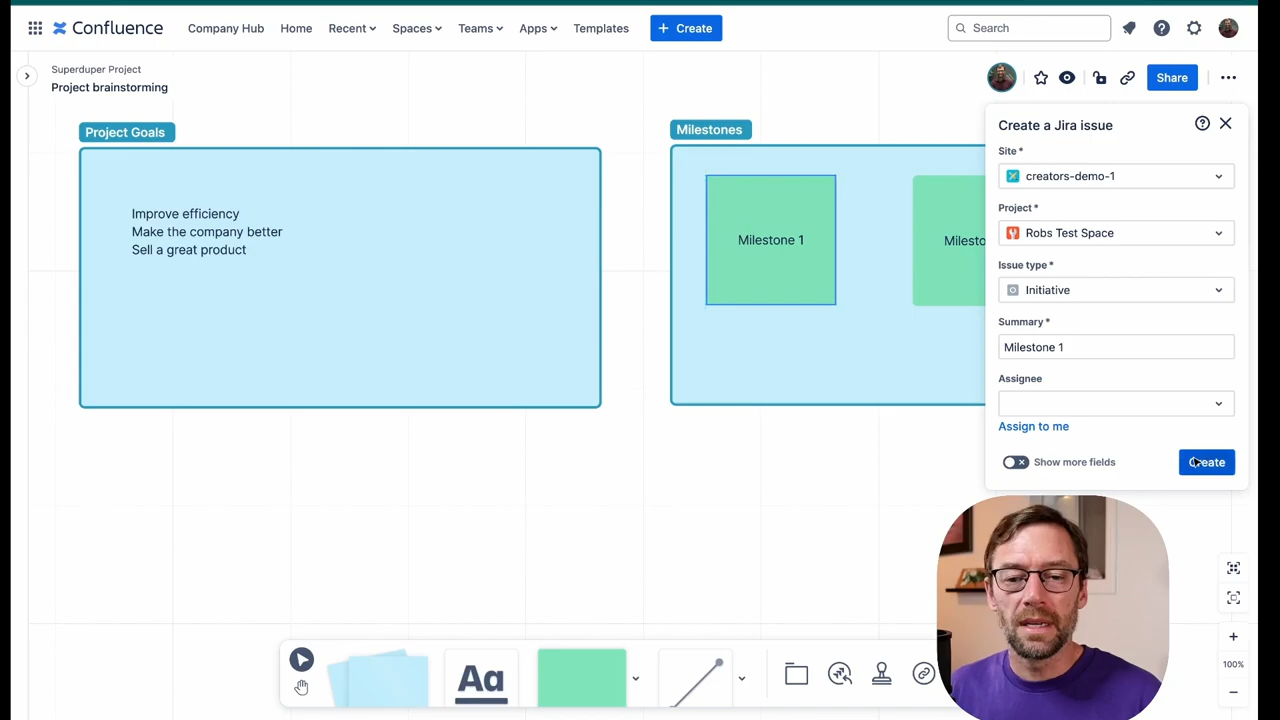 Confluence
Company Hub
Home
Recent
Spaces
Teams
Apps
Templates
+ Create
Search
Superduper Project
Project brainstorming
Share
Project Goals
Improve efficiency
Make the company better
Sell a great product
Milestones
Milestone 1
Milesto
Create a Jira issue
Site *
creators-demo-1
Project *
Robs Test Space
Issue type *
Initiative
Summary *
Milestone 1
Assignee
Assign to me
Show more fields
Create
Aa
100%